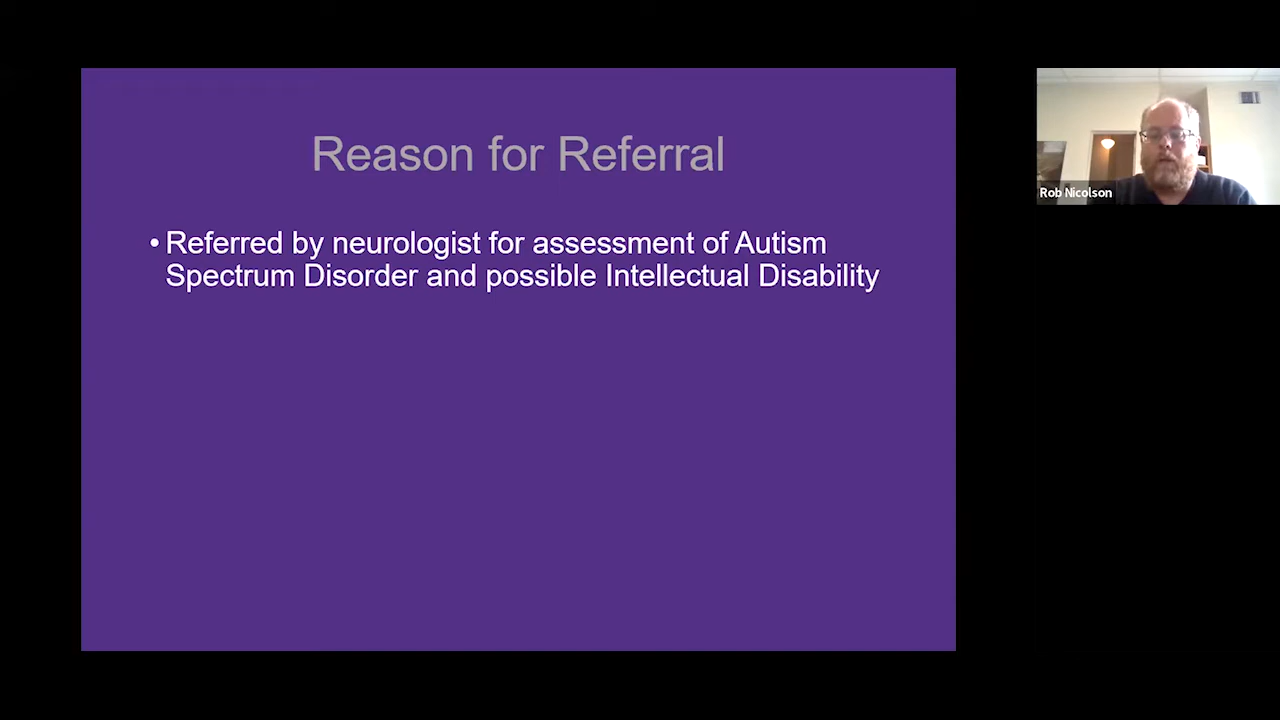 Reason for Referral
• Referred by neurologist for assessment of Autism
Spectrum Disorder and possible Intellectual Disability
Rob Nicolson